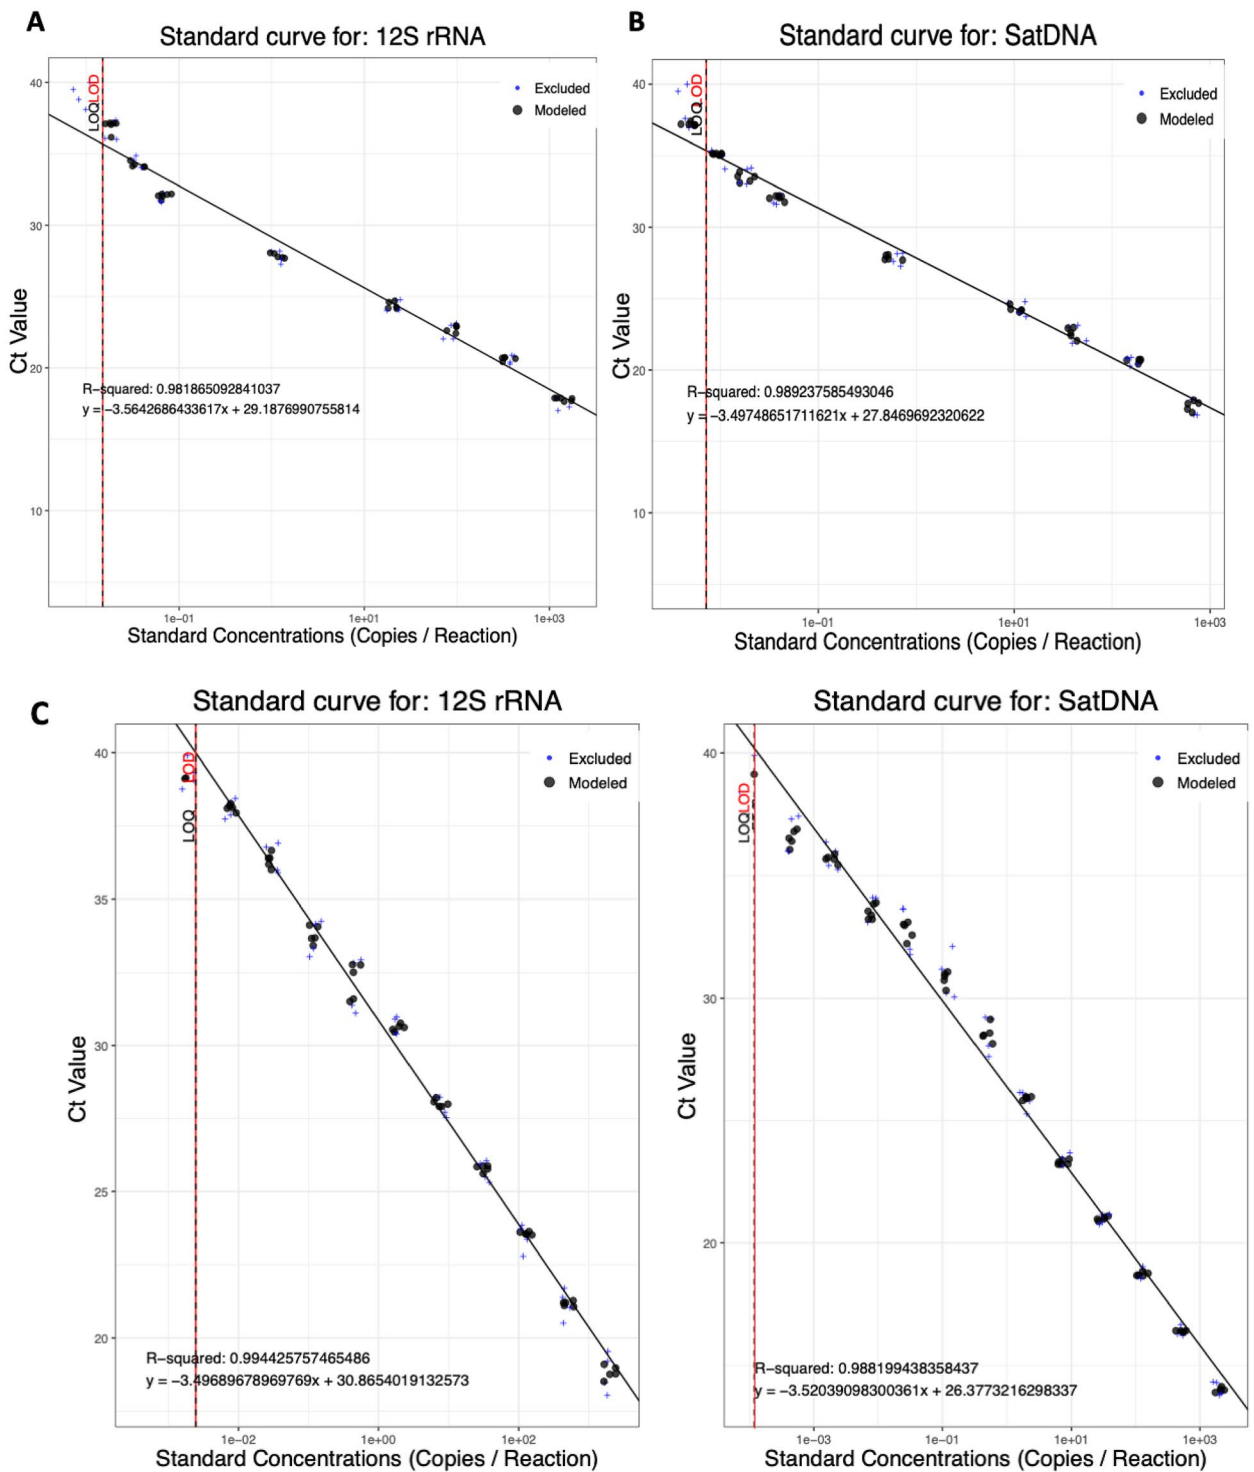 A
Standard curve for: 12S rRNA
40
30
20
10
Ct Value
LOQ
LOD
Excluded
Modeled
R-squared: 0.981865092841037
y = −3.5642686433617x + 29.1876990755814
1e−01
1e+01
1e+03
Standard Concentrations (Copies / Reaction)
B
Standard curve for: SatDNA
40
30
20
10
Ct Value
LOQ
LOD
Excluded
Modeled
R−squared: 0.989237585493046
y = −3.49748651711621x + 27.8469692320622
1e−01
1e+01
1e+03
Standard Concentrations (Copies / Reaction)
C
Standard curve for: 12S rRNA
40
35
30
25
20
Ct Value
LOD
LOQ
Excluded
Modeled
R−squared: 0.994425757465486
y = −3.49689678969769x + 30.8654019132573
1e−02
1e+00
1e+02
Standard Concentrations (Copies / Reaction)
Standard curve for: SatDNA
40
30
20
Ct Value
LOD
LOQ
Excluded
Modeled
R−squared: 0.988199438358437
y = −3.52039098300361x + 26.3773216298337
1e−03
1e−01
1e+01
1e+03
Standard Concentrations (Copies / Reaction)